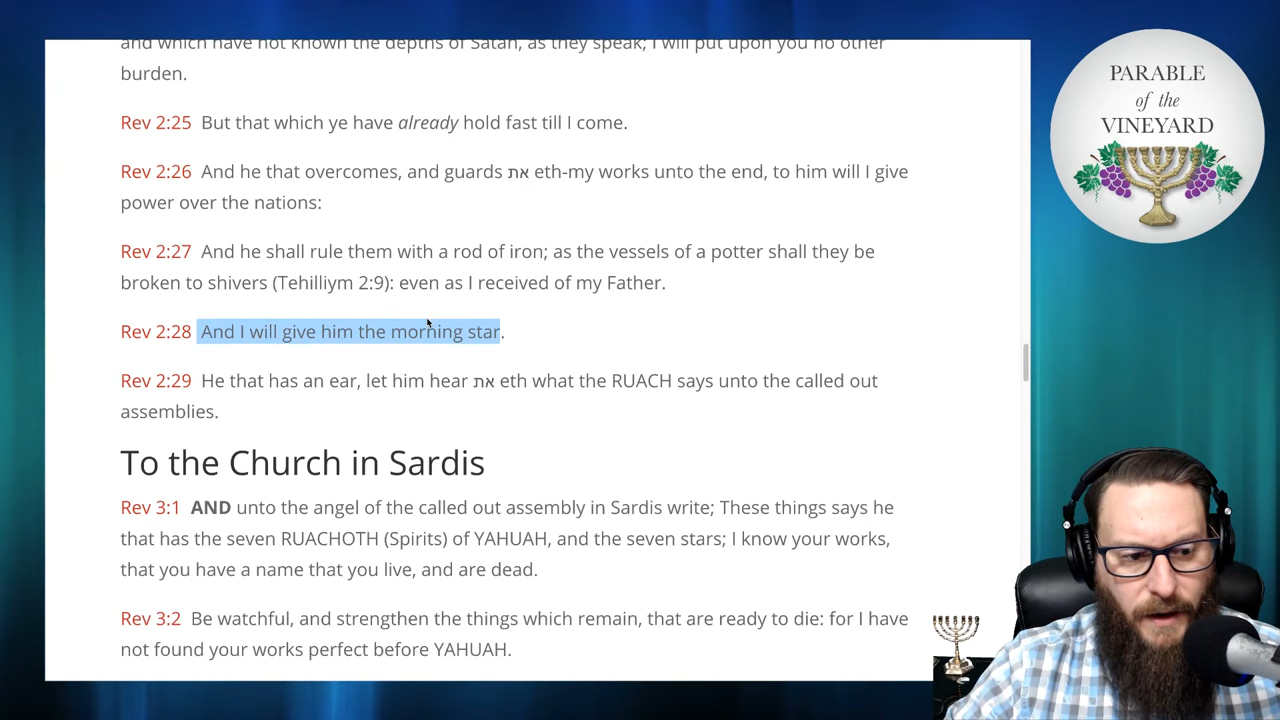 and which have not known the depths of Satan, as they speak; I will put upon you no other
burden.
Rev 2:25 But that which ye have already hold fast till I come.
Rev 2:26 And he that overcomes, and guards את eth-my works unto the end, to him will I give
power over the nations:
Rev 2:27 And he shall rule them with a rod of iron; as the vessels of a potter shall they be
broken to shivers (Tehilliym 2:9): even as I received of my Father.
Rev 2:28 And I will give him the morning star.
Rev 2:29 He that has an ear, let him hear את eth what the RUACH says unto the called out
assemblies.
To the Church in Sardis
Rev 3:1 AND unto the angel of the called out assembly in Sardis write; These things says he
that has the seven RUACHOTH (Spirits) of YAHUAH, and the seven stars; I know your works,
that you have a name that you live, and are dead.
Rev 3:2 Be watchful, and strengthen the things which remain, that are ready to die: for I have
not found your works perfect before YAHUAH.
PARABLE
of the
VINEYARD